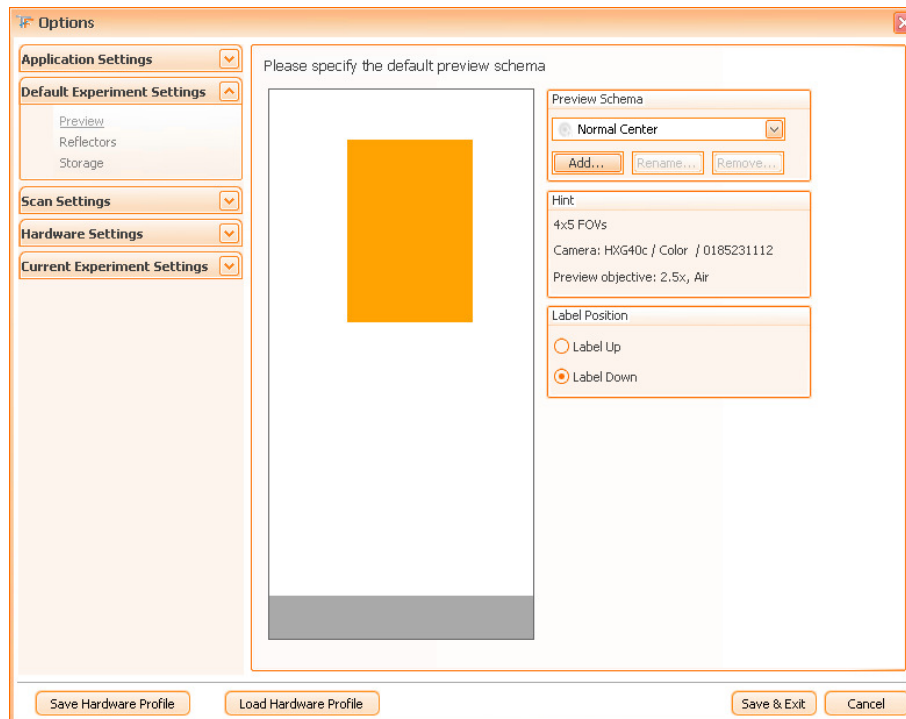 Options
Application Settings
Default Experiment Settings
Preview
Reflectors
Storage
Scan Settings
Hardware Settings
Current Experiment Settings
Please specify the default preview schema
Preview Schema
Normal Center
Add... Rename... Remove...
Hint
4x5 FOVs
Camera: HXG40c / Color / 0185231112
Preview objective: 2.5x, Air
Label Position
Label Up
Label Down
Save Hardware Profile Load Hardware Profile Save & Exit Cancel